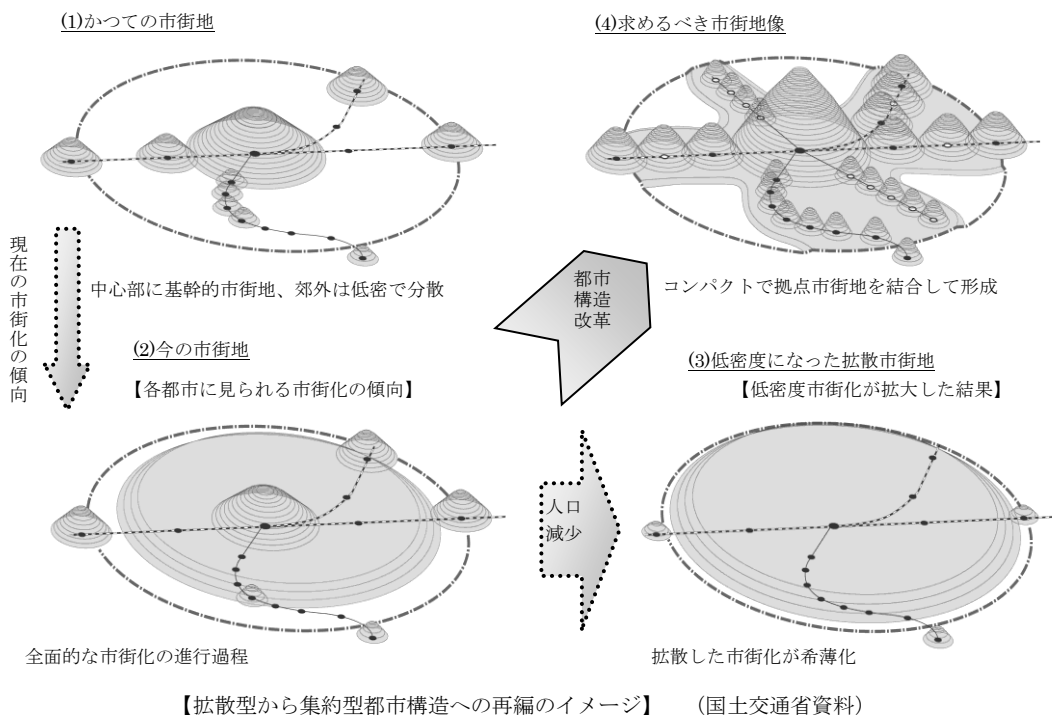 (1)かつての市街地
中心部に基幹的市街地、郊外は低密で分散
現在の市街化の傾向
(2)今の市街地
【各都市に見られる市街化の傾向】
全面的な市街化の進行過程
人口
減少
(3)低密度になった拡散市街地
【低密度市街化が拡大した結果】
拡散した市街化が希薄化
都市
構造
改革
(4)求めるべき市街地像
コンパクトで拠点市街地を結合して形成
【拡散型から集約型都市構造への再編のイメージ】 （国土交通省資料）